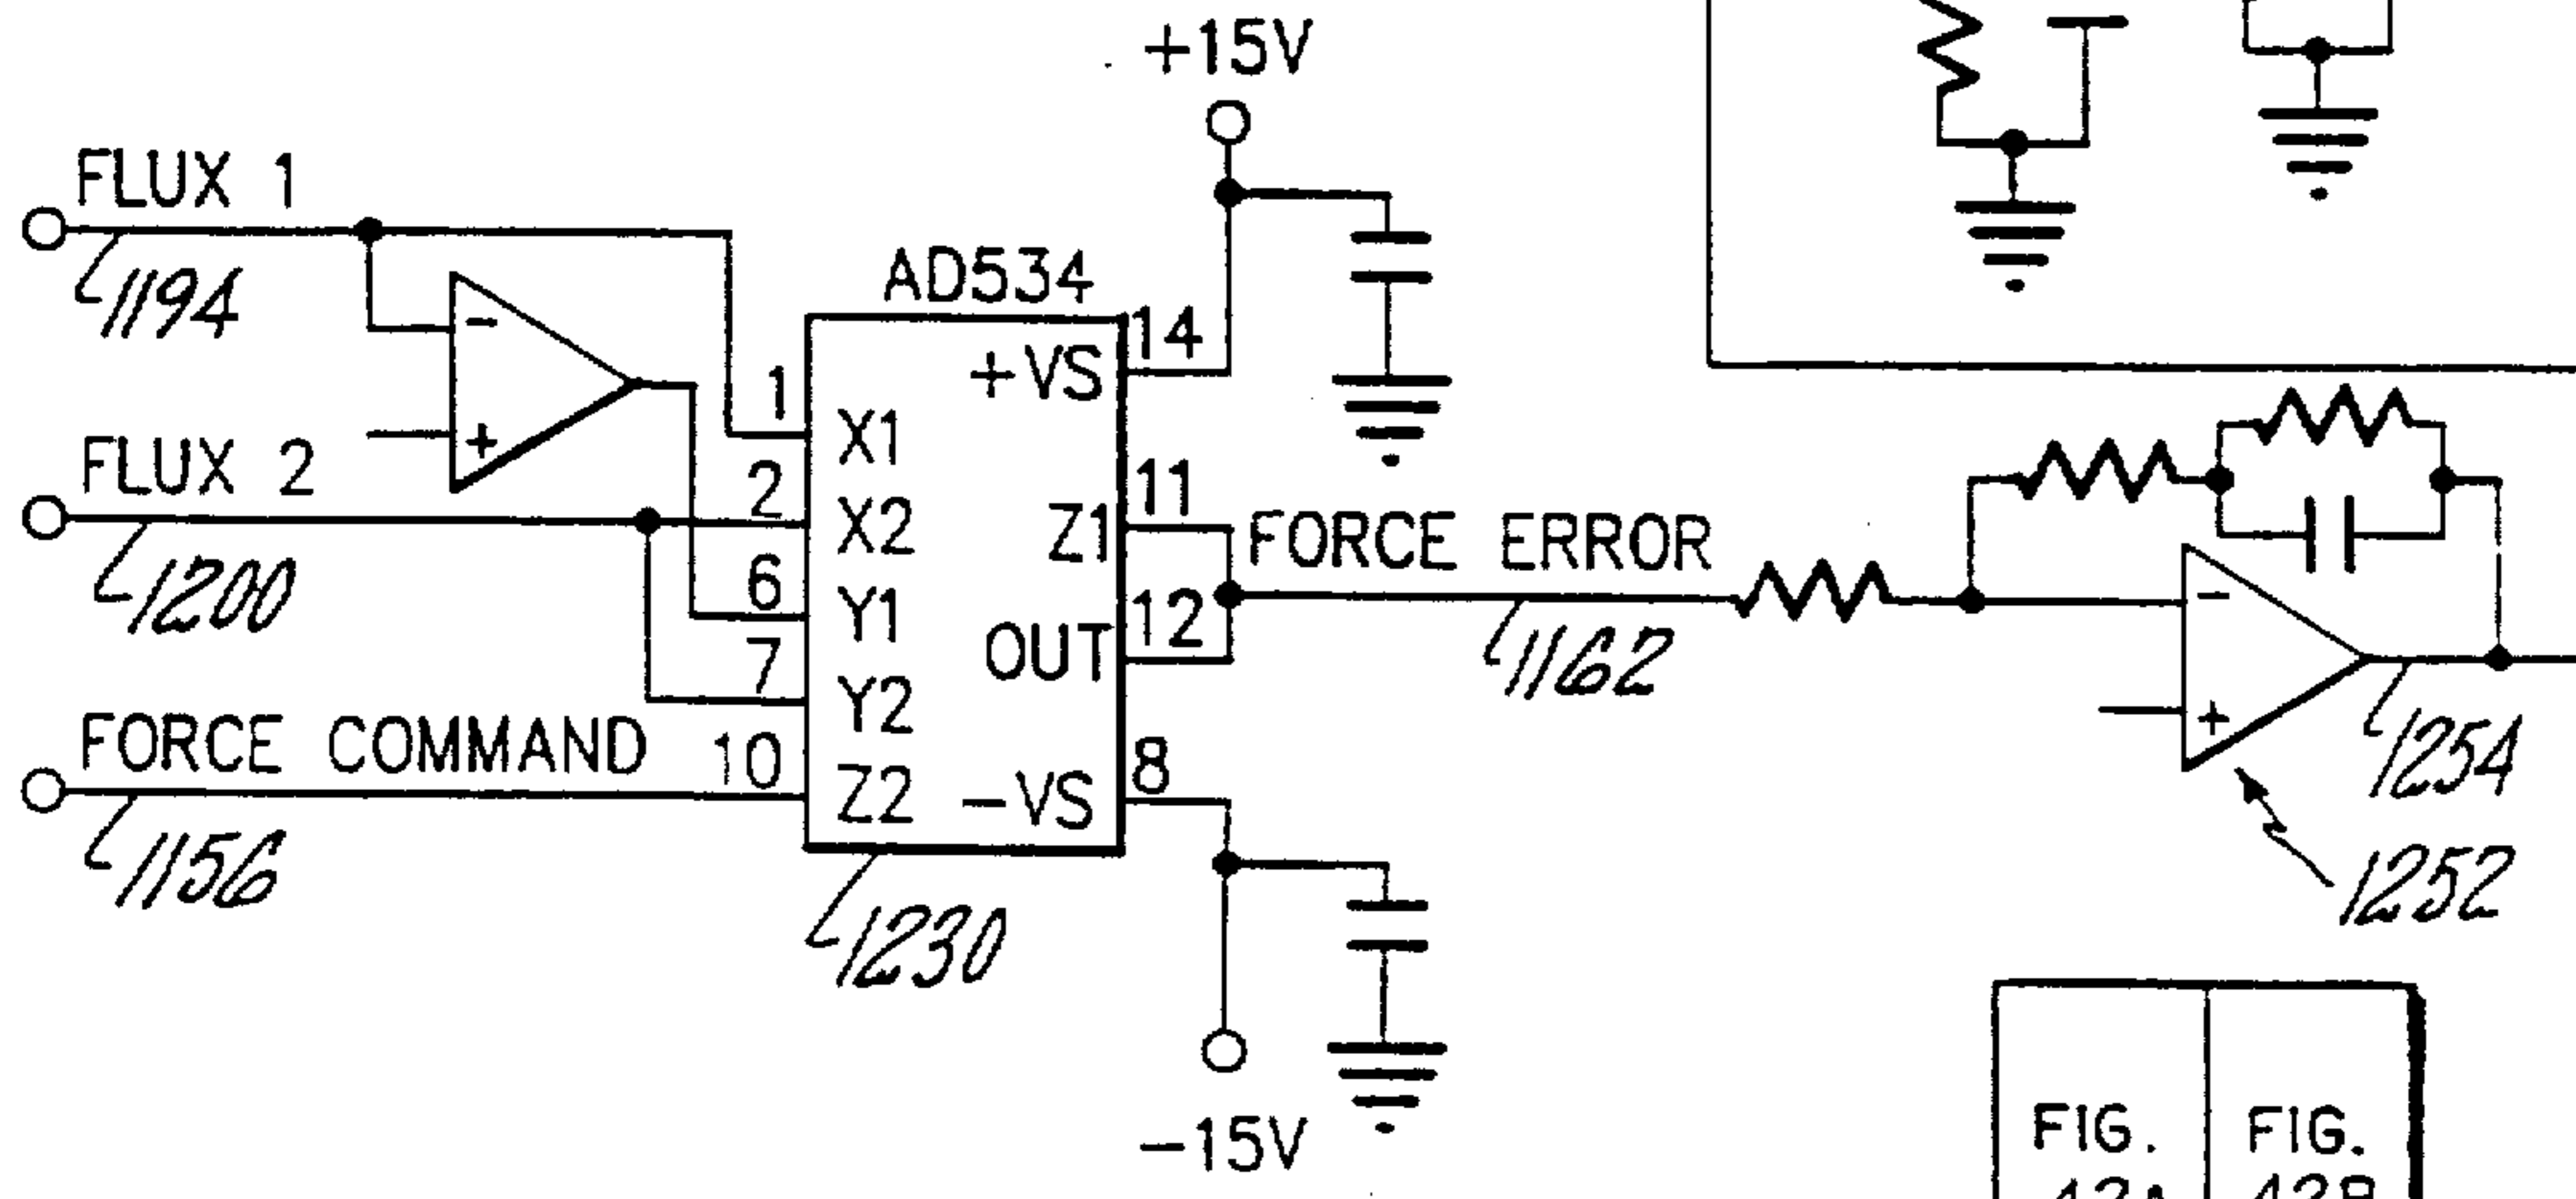 +15V
FLUX 1
1194
AD534
14
+VS
1
X1
FLUX 2
2
X2
11
Z1
FORCE ERROR
-
+
1200
6
Y1
12
OUT
1162
-
+
1254
7
Y2
FORCE COMMAND
10
Z2
8
-VS
1156
1252
1230
-15V
FIG.
FIG.